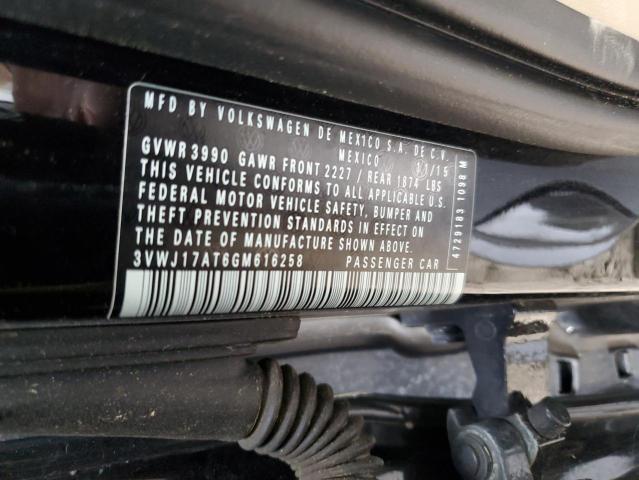 MFD BY VOLKSWAGEN DE MEXICO S.A. DE C.V.
MEXICO 11/15
GVWR 3990 GAWR FRONT 2227 / REAR 1874 LBS
THIS VEHICLE CONFORMS TO ALL APPLICABLE U.S.
FEDERAL MOTOR VEHICLE SAFETY, BUMPER AND
THEFT PREVENTION STANDARDS IN EFFECT ON
THE DATE OF MANUFACTURE SHOWN ABOVE.
3VWJ17AT6GM616258 PASSENGER CAR
4729183 1098 M